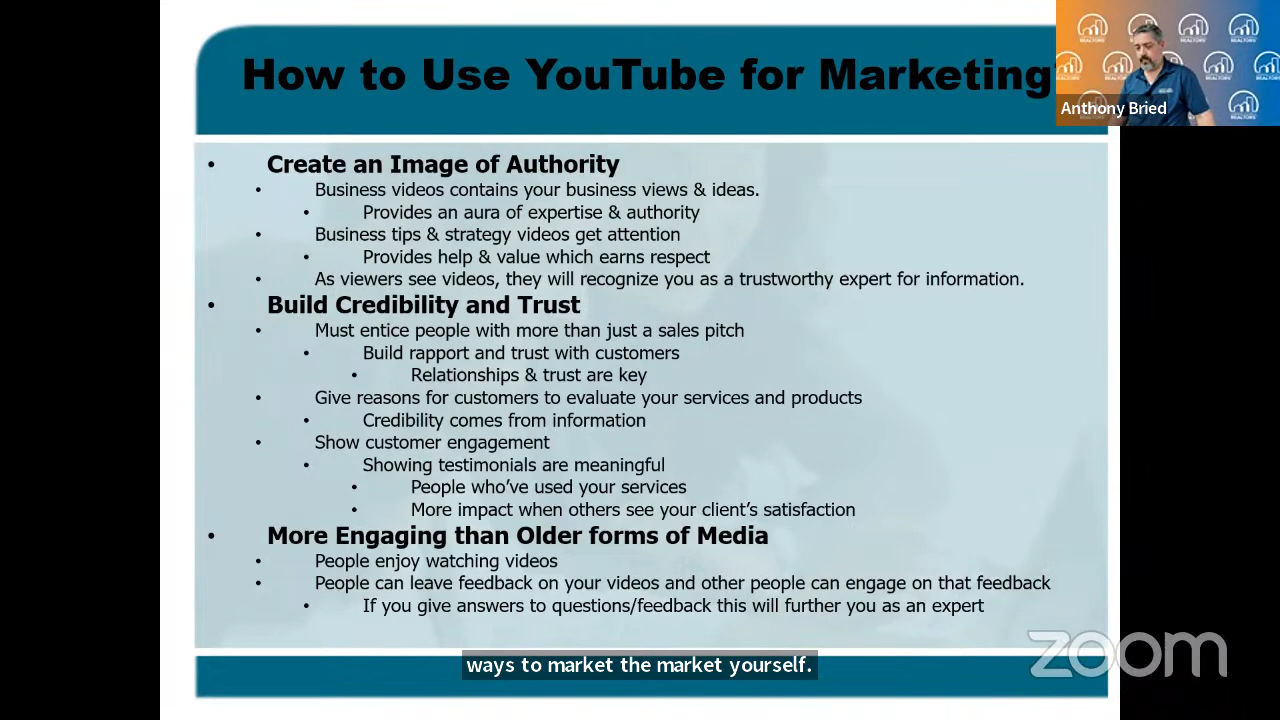 How to Use YouTube for Marketing
Anthony Bried
• Create an Image of Authority
• Business videos contains your business views & ideas.
• Provides an aura of expertise & authority
• Business tips & strategy videos get attention
• Provides help & value which earns respect
• As viewers see videos, they will recognize you as a trustworthy expert for information.
• Build Credibility and Trust
• Must entice people with more than just a sales pitch
• Build rapport and trust with customers
• Relationships & trust are key
• Give reasons for customers to evaluate your services and products
• Credibility comes from information
• Show customer engagement
• Showing testimonials are meaningful
• People who've used your services
• More impact when others see your client's satisfaction
• More Engaging than Older forms of Media
• People enjoy watching videos
• People can leave feedback on your videos and other people can engage on that feedback
• If you give answers to questions/feedback this will further you as an expert
zoom
ways to market the market yourself.